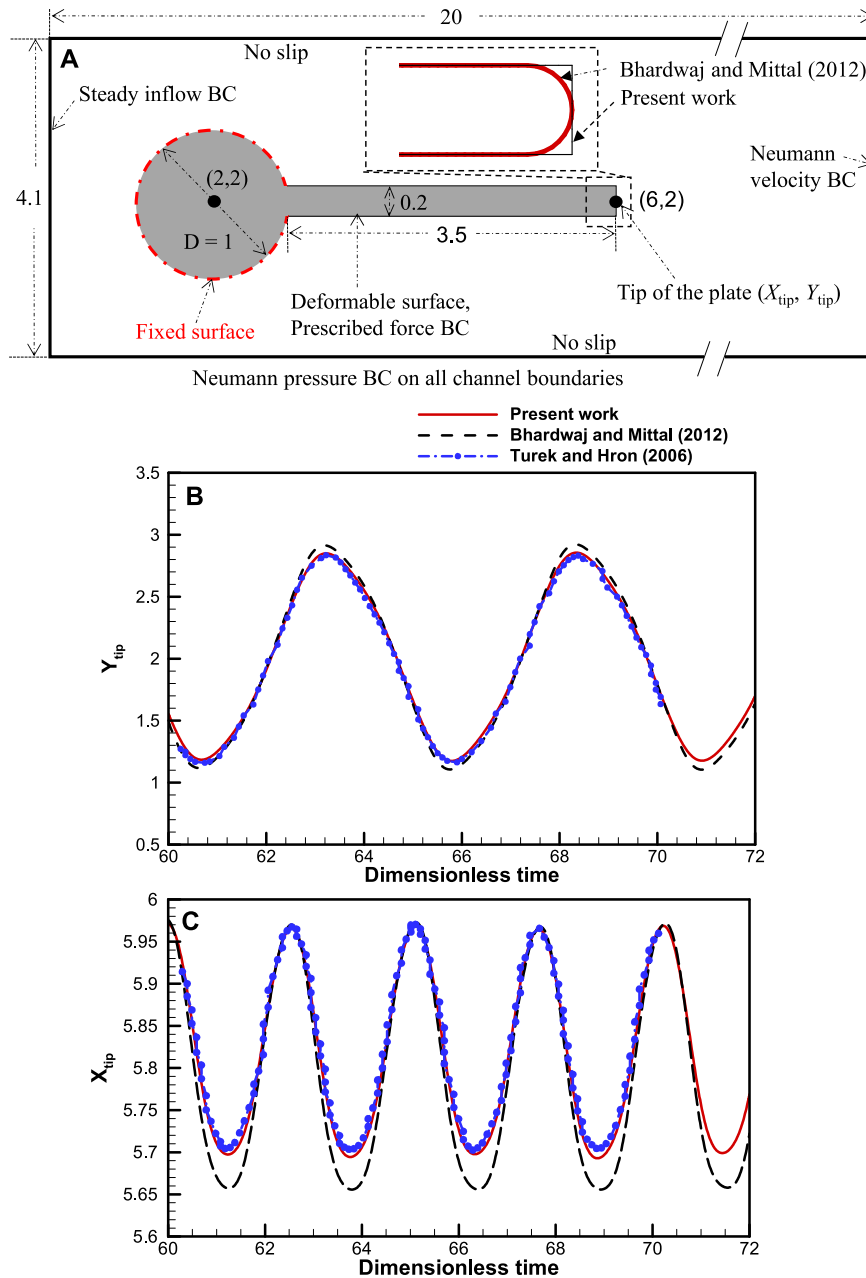 20
A
No slip
Bhardwaj and Mittal (2012)
Present work
Steady inflow BC
Neumann
velocity BC
4.1
(2,2)
0.2
(6,2)
D = 1
3.5
Deformable surface,
Prescribed force BC
Tip of the plate (Xtip, Ytip)
Fixed surface
No slip
Neumann pressure BC on all channel boundaries
Present work
Bhardwaj and Mittal (2012)
Turek and Hron (2006)
B
3.5
3
2.5
2
1.5
1
0.5
Ytip
60 62 64 66 68 70 72
Dimensionless time
C
6
5.95
5.9
5.85
5.8
5.75
5.7
5.65
5.6
Xtip
60 62 64 66 68 70 72
Dimensionless time